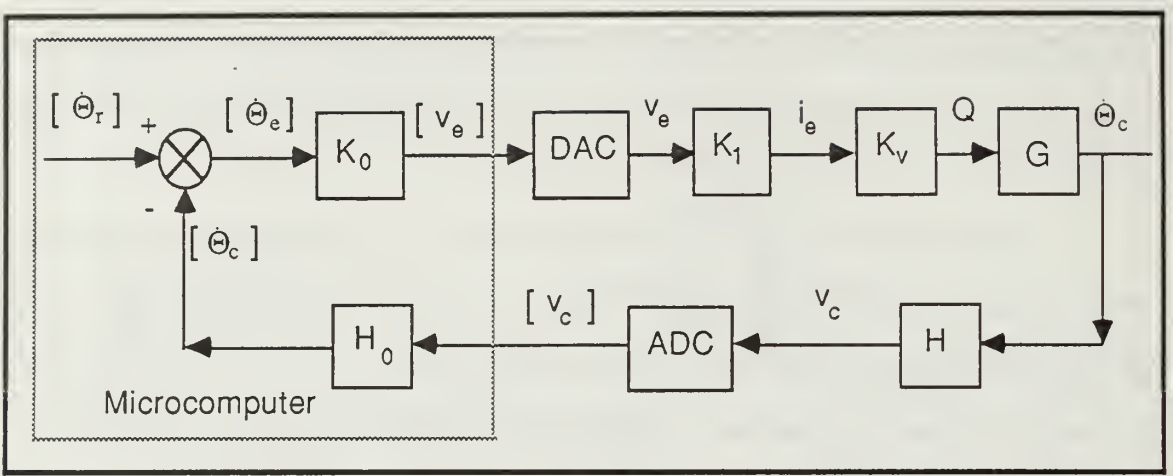 [ Θ̇r ] + [ Θ̇e ] K0 [ ve ] DAC ve K1 ie Kv Q G Θ̇c
-
[ Θ̇c ]
H0 [ vc ] ADC vc H
Microcomputer